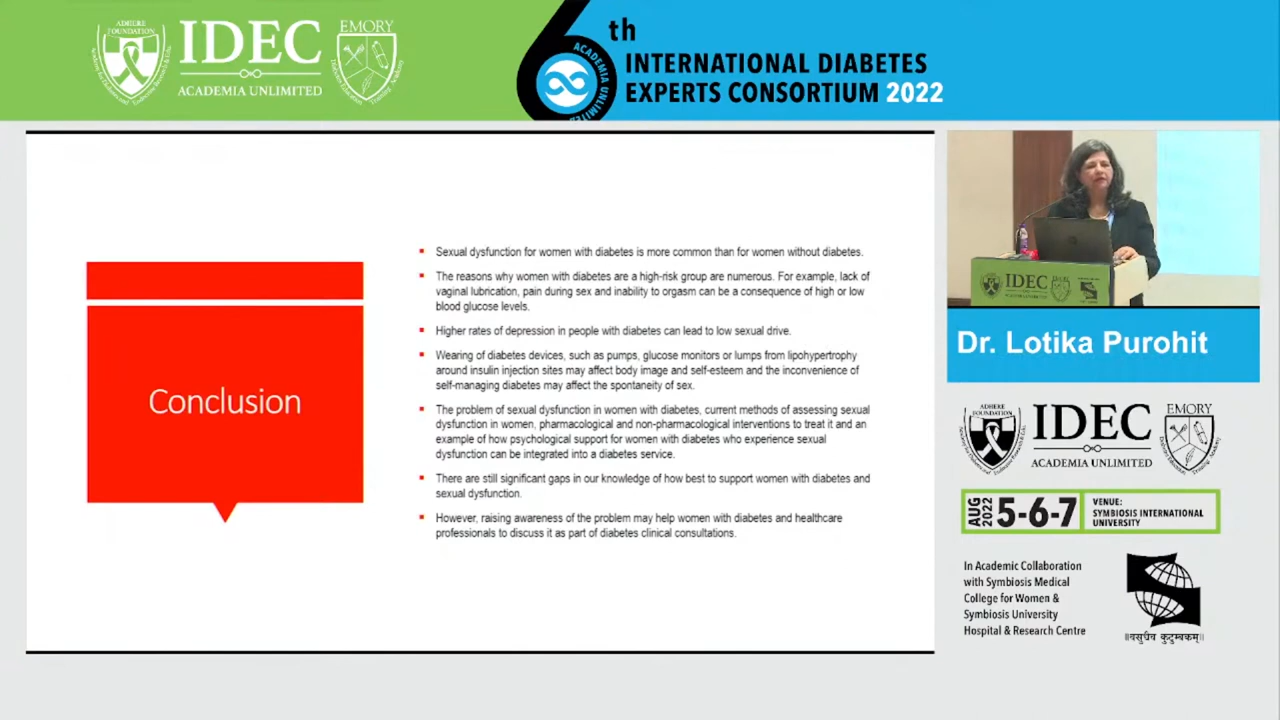 ADHERE
FOUNDATION
IDEC
ACADEMIA UNLIMITED
EMORY
6th
ACADEMIA UNLIMITED
INTERNATIONAL DIABETES
EXPERTS CONSORTIUM 2022
Conclusion
Sexual dysfunction for women with diabetes is more common than for women without diabetes.
The reasons why women with diabetes are a high-risk group are numerous. For example, lack of
vaginal lubrication, pain during sex and inability to orgasm can be a consequence of high or low
blood glucose levels.
Higher rates of depression in people with diabetes can lead to low sexual drive.
Wearing of diabetes devices, such as pumps, glucose monitors or lumps from lipohypertrophy
around insulin injection sites may affect body image and self-esteem and the inconvenience of
self-managing diabetes may affect the spontaneity of sex.
The problem of sexual dysfunction in women with diabetes, current methods of assessing sexual
dysfunction in women, pharmacological and non-pharmacological interventions to treat it and an
example of how psychological support for women with diabetes who experience sexual
dysfunction can be integrated into a diabetes service.
There are still significant gaps in our knowledge of how best to support women with diabetes and
sexual dysfunction.
However, raising awareness of the problem may help women with diabetes and healthcare
professionals to discuss it as part of diabetes clinical consultations.
IDEC
Dr. Lotika Purohit
ADHERE
FOUNDATION
IDEC
ACADEMIA UNLIMITED
EMORY
AUG 2022
5-6-7
VENUE:
SYMBIOSIS INTERNATIONAL
UNIVERSITY
In Academic Collaboration
with Symbiosis Medical
College for Women &
Symbiosis University
Hospital & Research Centre
॥वसुधैव कुटुम्बकम्॥